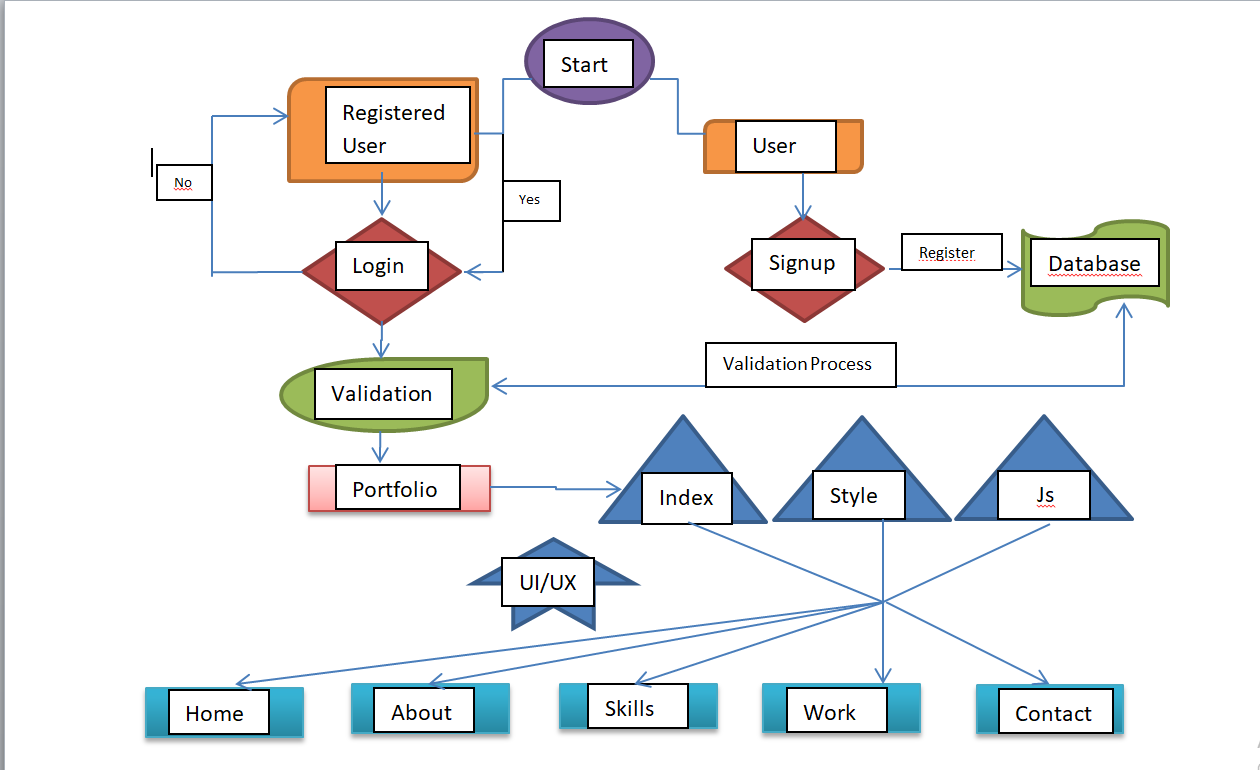 Start
Registered
User
User
No
Yes
Login
Signup
Register
Database
Validation Process
Validation
Portfolio
Index
Style
Js
UI/UX
Home
About
Skills
Work
Contact